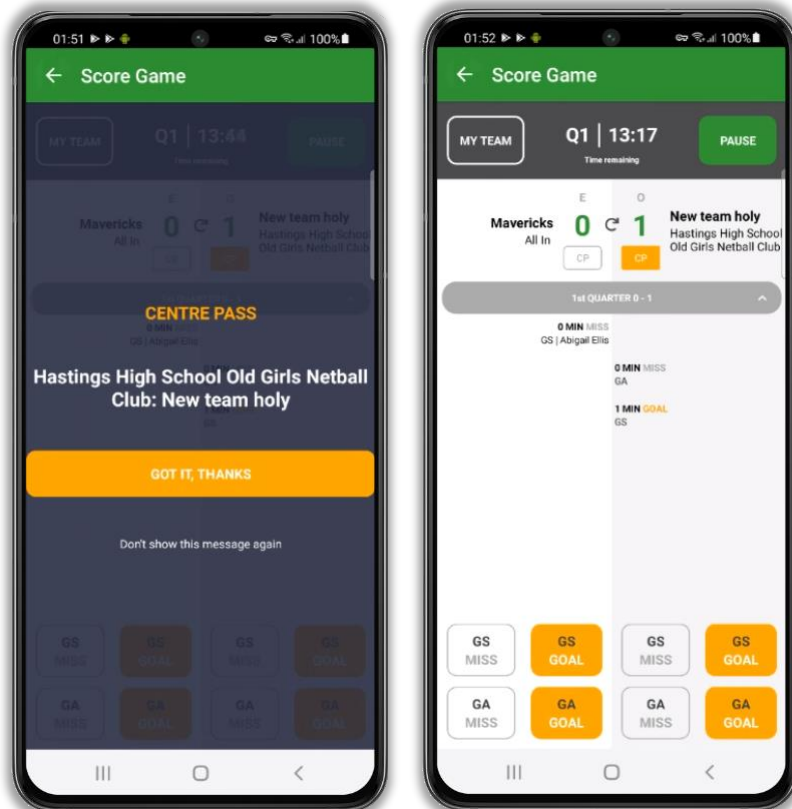 01:51
100%
Score Game
MY TEAM
Q1 | 13:44
Time remaining
PAUSE
E
O
Mavericks
All In
0
1
New team holy
Hastings High School
Old Girls Netball Club
CP
CENTRE PASS
0 MIN MISS
GS | Abigail Ellis
Hastings High School Old Girls Netball
Club: New team holy
1 MIN
GS
GOT IT, THANKS
Don't show this message again
GS
MISS
GS
GOAL
GS
MISS
GS
GOAL
GA
MISS
GA
GOAL
GA
MISS
GA
GOAL
01:52
100%
Score Game
MY TEAM
Q1 | 13:17
Time remaining
PAUSE
E
O
Mavericks
All In
0
1
New team holy
Hastings High School
Old Girls Netball Club
CP
CP
1st QUARTER 0 - 1
0 MIN MISS
GS | Abigail Ellis
0 MIN MISS
GA
1 MIN GOAL
GS
GS
MISS
GS
GOAL
GS
MISS
GS
GOAL
GA
MISS
GA
GOAL
GA
MISS
GA
GOAL